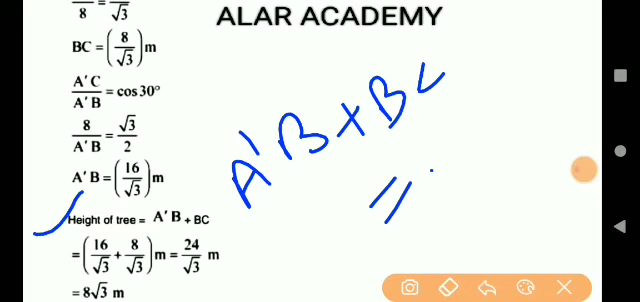 ALAR ACADEMY
8 = √3
BC = (8/√3) m
A'C/A'B = cos 30°
8/A'B = √3/2
A'B = (16/√3) m
Height of tree = A'B + BC
= (16/√3 + 8/√3) m = 24/√3 m
= 8√3 m
A'B + BC
=